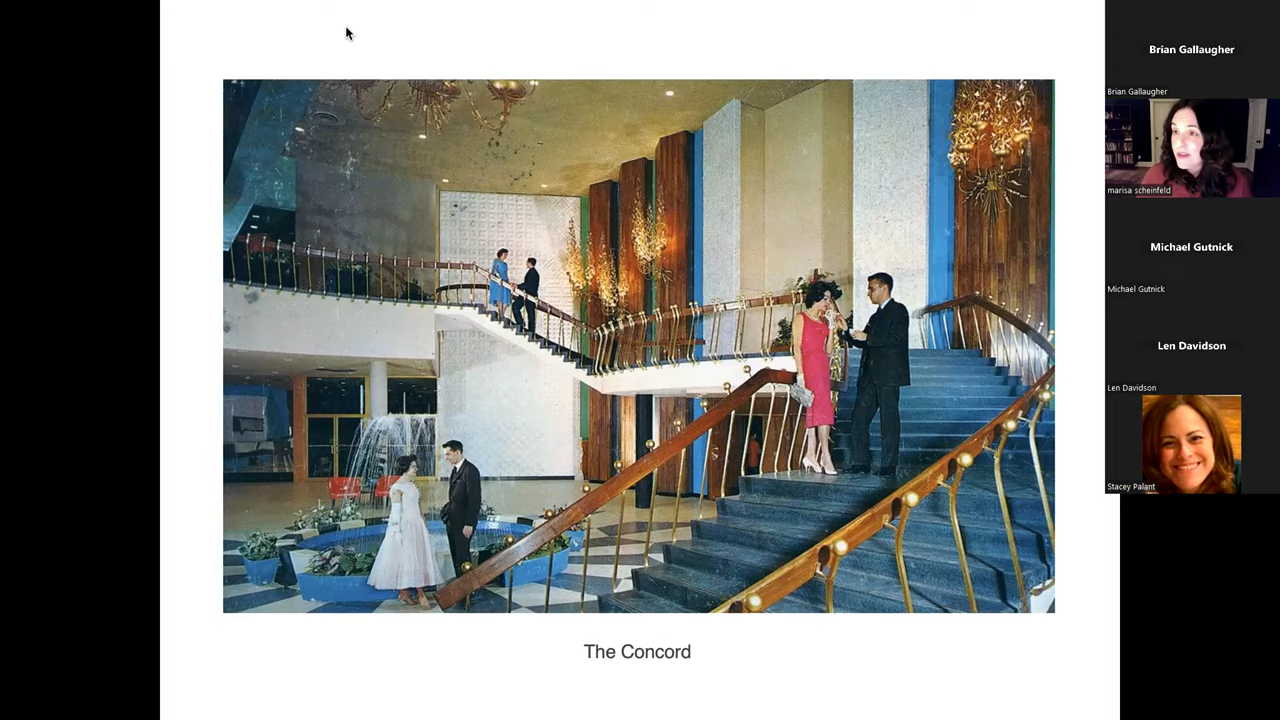 The Concord
Brian Gallaugher
Brian Gallaugher
marisa scheinfeld
Michael Gutnick
Michael Gutnick
Len Davidson
Len Davidson
Stacey Palant